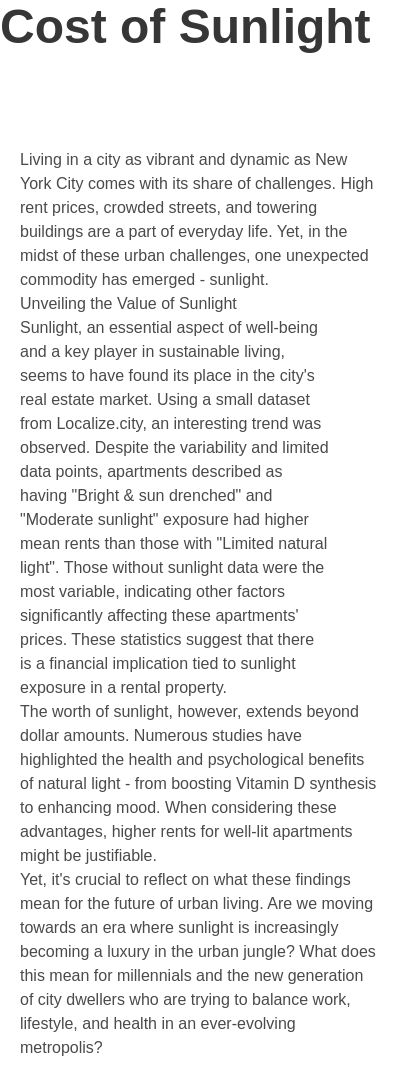 Cost of Sunlight
Living in a city as vibrant and dynamic as New
York City comes with its share of challenges. High
rent prices, crowded streets, and towering
buildings are a part of everyday life. Yet, in the
midst of these urban challenges, one unexpected
commodity has emerged - sunlight.
Unveiling the Value of Sunlight
Sunlight, an essential aspect of well-being
and a key player in sustainable living,
seems to have found its place in the city's
real estate market. Using a small dataset
from Localize.city, an interesting trend was
observed. Despite the variability and limited
data points, apartments described as
having "Bright & sun drenched" and
"Moderate sunlight" exposure had higher
mean rents than those with "Limited natural
light". Those without sunlight data were the
most variable, indicating other factors
significantly affecting these apartments'
prices. These statistics suggest that there
is a financial implication tied to sunlight
exposure in a rental property.
The worth of sunlight, however, extends beyond
dollar amounts. Numerous studies have
highlighted the health and psychological benefits
of natural light - from boosting Vitamin D synthesis
to enhancing mood. When considering these
advantages, higher rents for well-lit apartments
might be justifiable.
Yet, it's crucial to reflect on what these findings
mean for the future of urban living. Are we moving
towards an era where sunlight is increasingly
becoming a luxury in the urban jungle? What does
this mean for millennials and the new generation
of city dwellers who are trying to balance work,
lifestyle, and health in an ever-evolving
metropolis?